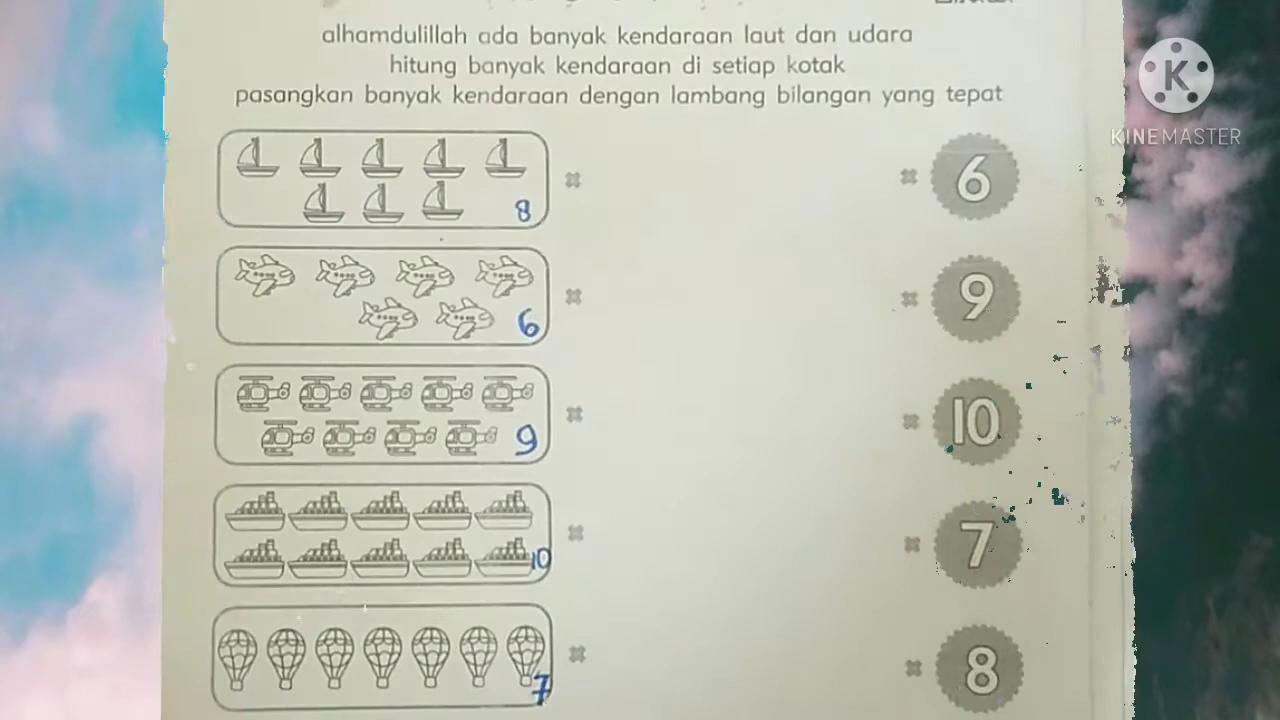 alhamdulillah ada banyak kendaraan laut dan udara
hitung banyak kendaraan di setiap kotak
pasangkan banyak kendaraan dengan lambang bilangan yang tepat
K
KINEMASTER
8
6
6
9
9
10
10
7
7
8